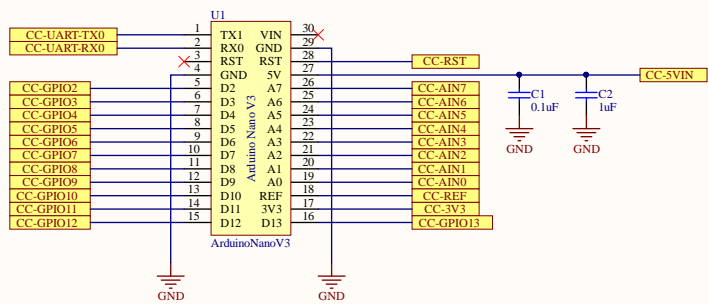 U1
CC-UART-TX0 1 TX1 VIN 30
CC-UART-RX0 2 RX0 GND 29
3 RST RST 28 CC-RST
4 GND 5V 27 CC-5VIN
CC-GPIO2 5 D2 A7 26 CC-AIN7
CC-GPIO3 6 D3 A6 25 CC-AIN6
CC-GPIO4 7 D4 A5 24 CC-AIN5
CC-GPIO5 8 D5 A4 23 CC-AIN4
CC-GPIO6 9 D6 A3 22 CC-AIN3
CC-GPIO7 10 D7 A2 21 CC-AIN2
CC-GPIO8 11 D8 A1 20 CC-AIN1
CC-GPIO9 12 D9 A0 19 CC-AIN0
CC-GPIO10 13 D10 REF 18 CC-REF
CC-GPIO11 14 D11 3V3 17 CC-3V3
CC-GPIO12 15 D12 D13 16 CC-GPIO13
Arduino Nano V3
ArduinoNanoV3
C1
0.1uF
C2
1uF
GND
GND
GND
GND